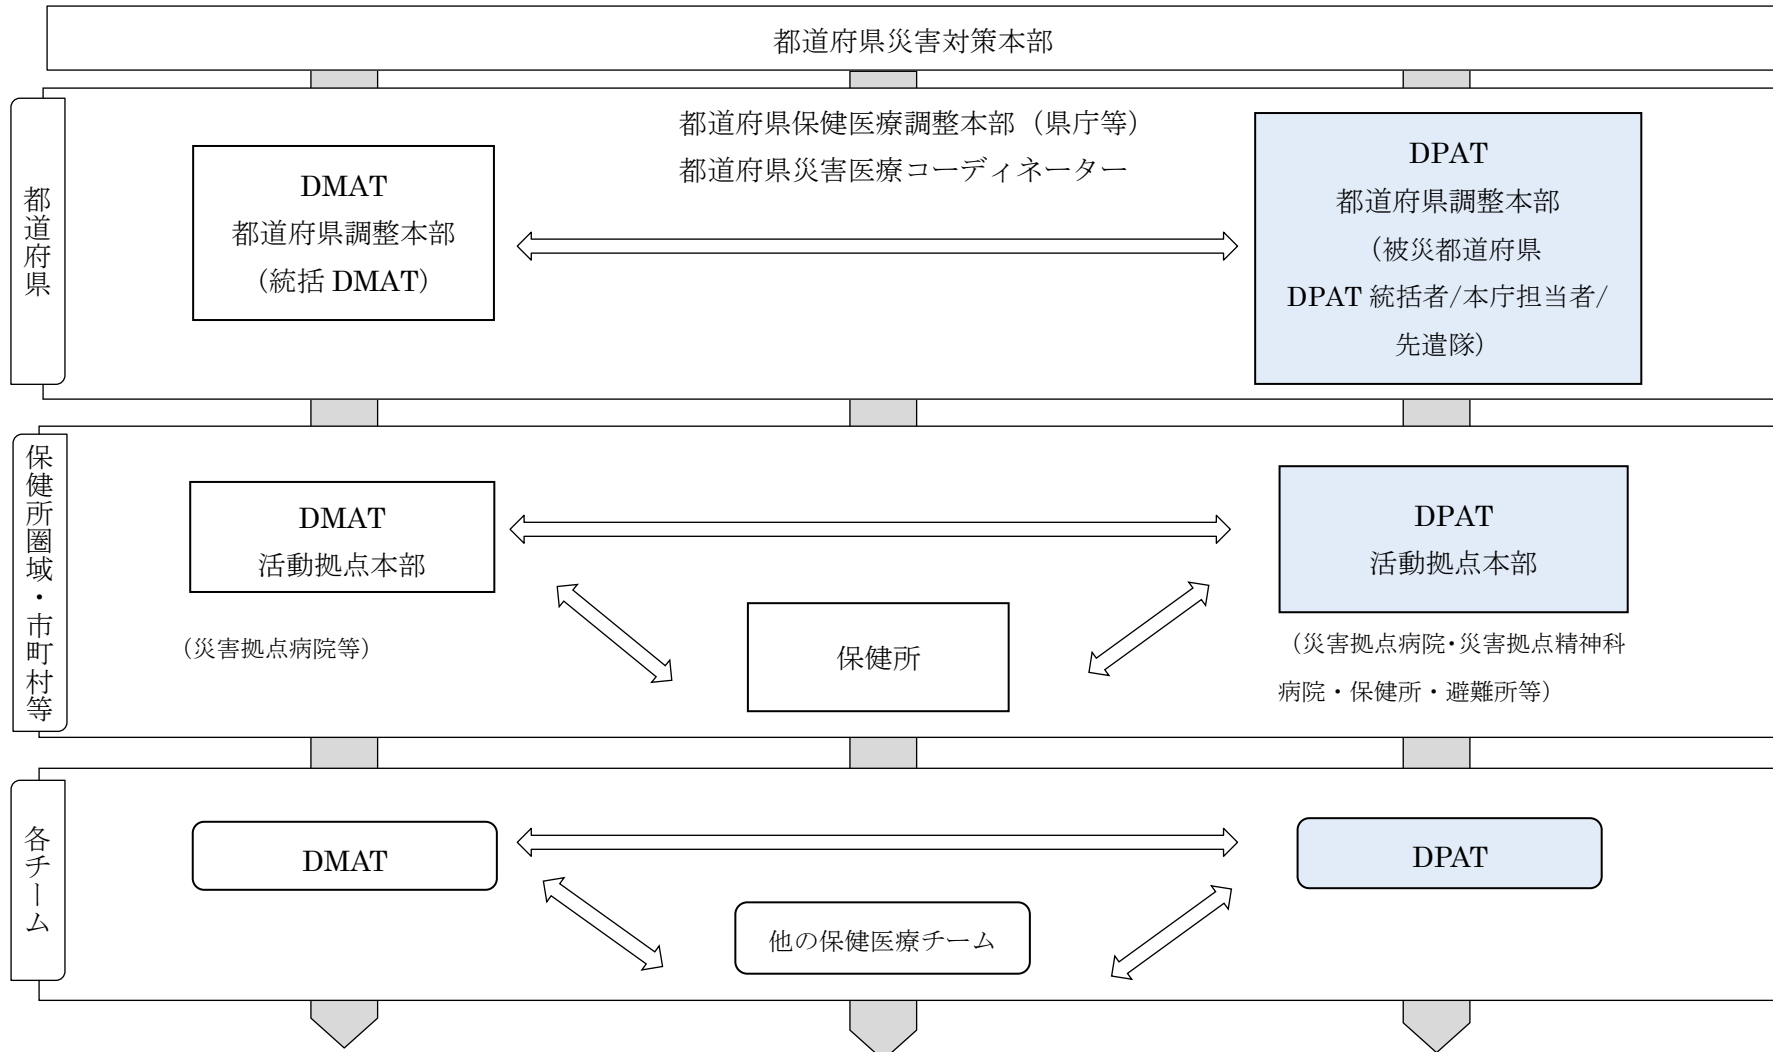 都道府県災害対策本部
都道府県
都道府県保健医療調整本部（県庁等）
都道府県災害医療コーディネーター
DMAT
都道府県調整本部
（統括 DMAT）
DPAT
都道府県調整本部
（被災都道府県
DPAT 統括者/本庁担当者/
先遣隊）
保健所圏域・市町村等
DMAT
活動拠点本部
（災害拠点病院等）
保健所
DPAT
活動拠点本部
（災害拠点病院・災害拠点精神科
病院・保健所・避難所等）
各チーム
DMAT
他の保健医療チーム
DPAT